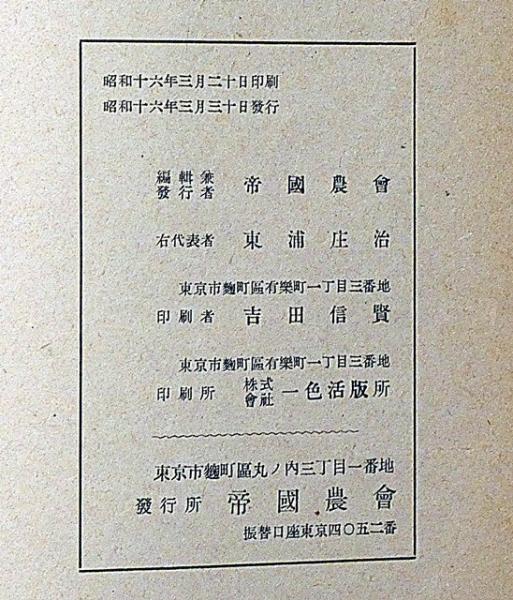 昭和十六年三月二十日印刷
昭和十六年三月三十日發行
編輯兼
發行者
帝國農會
右代表者 東浦庄治
東京市麴町區有樂町一丁目三番地
印刷者 吉田信賢
東京市麴町區有樂町一丁目三番地
印刷所 株式會社 一色活版所
東京市麴町區丸ノ內三丁目一番地
發行所 帝國農會
振替口座東京四〇五二番